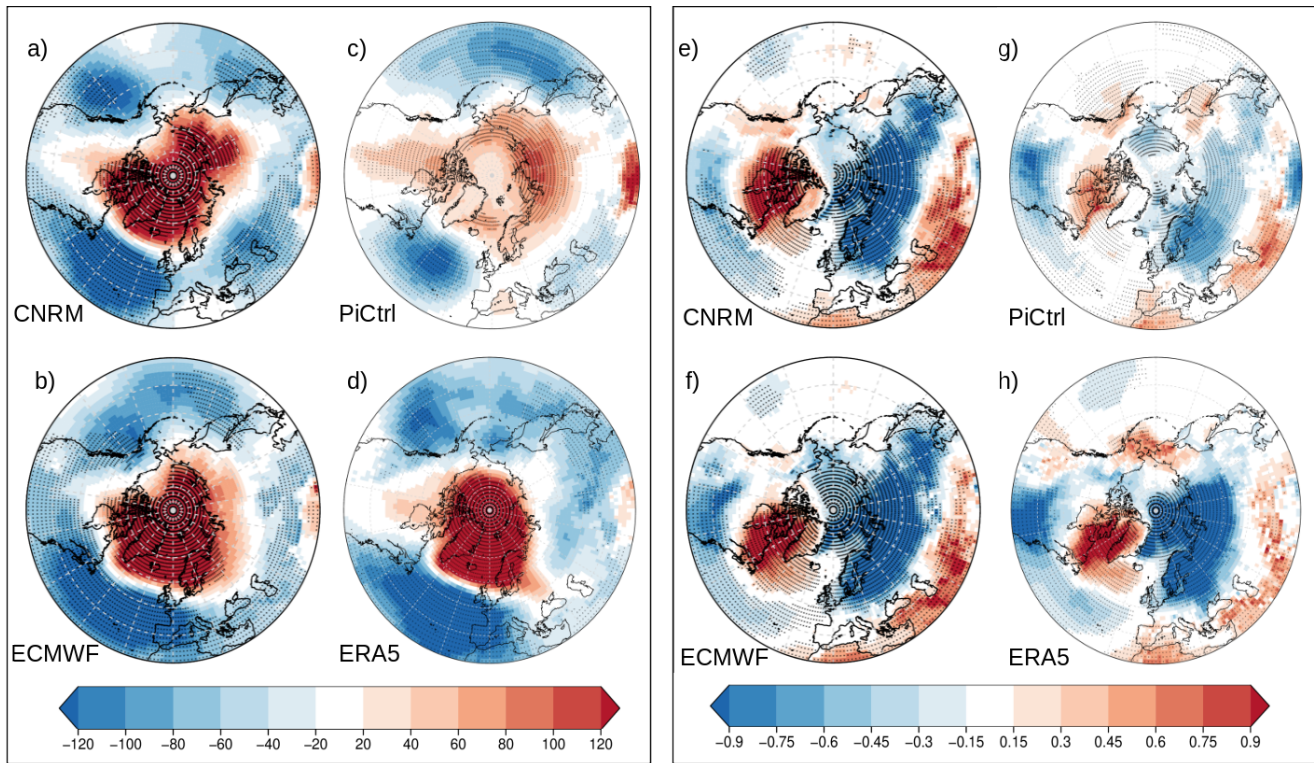 a)
c)
e)
g)
CNRM
PiCtrl
CNRM
PiCtrl
b)
d)
f)
h)
ECMWF
ERA5
ECMWF
ERA5
−120 −100 −80 −60 −40 −20 20 40 60 80 100 120
−0.9 −0.75 −0.6 −0.45 −0.3 −0.15 0.15 0.3 0.45 0.6 0.75 0.9